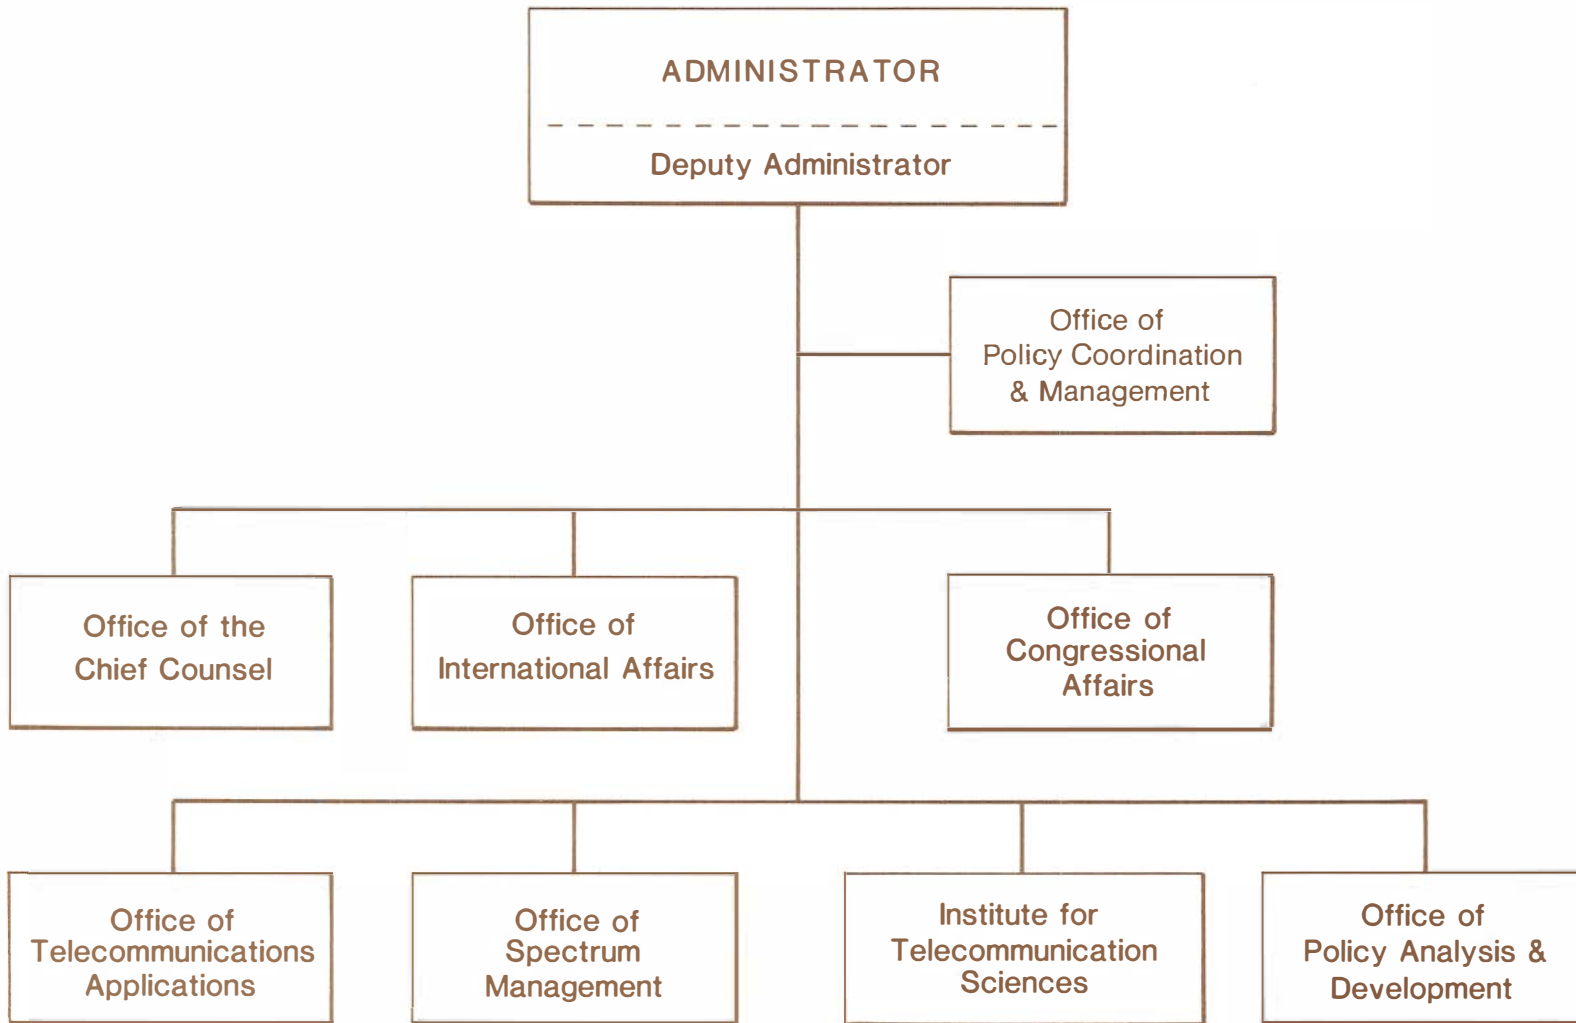 ADMINISTRATOR
Deputy Administrator
Office of
Policy Coordination
& Management
Office of the
Chief Counsel
Office of
International Affairs
Office of
Congressional
Affairs
Office of
Telecommunications
Applications
Office of
Spectrum
Management
Institute for
Telecommunication
Sciences
Office of
Policy Analysis &
Development